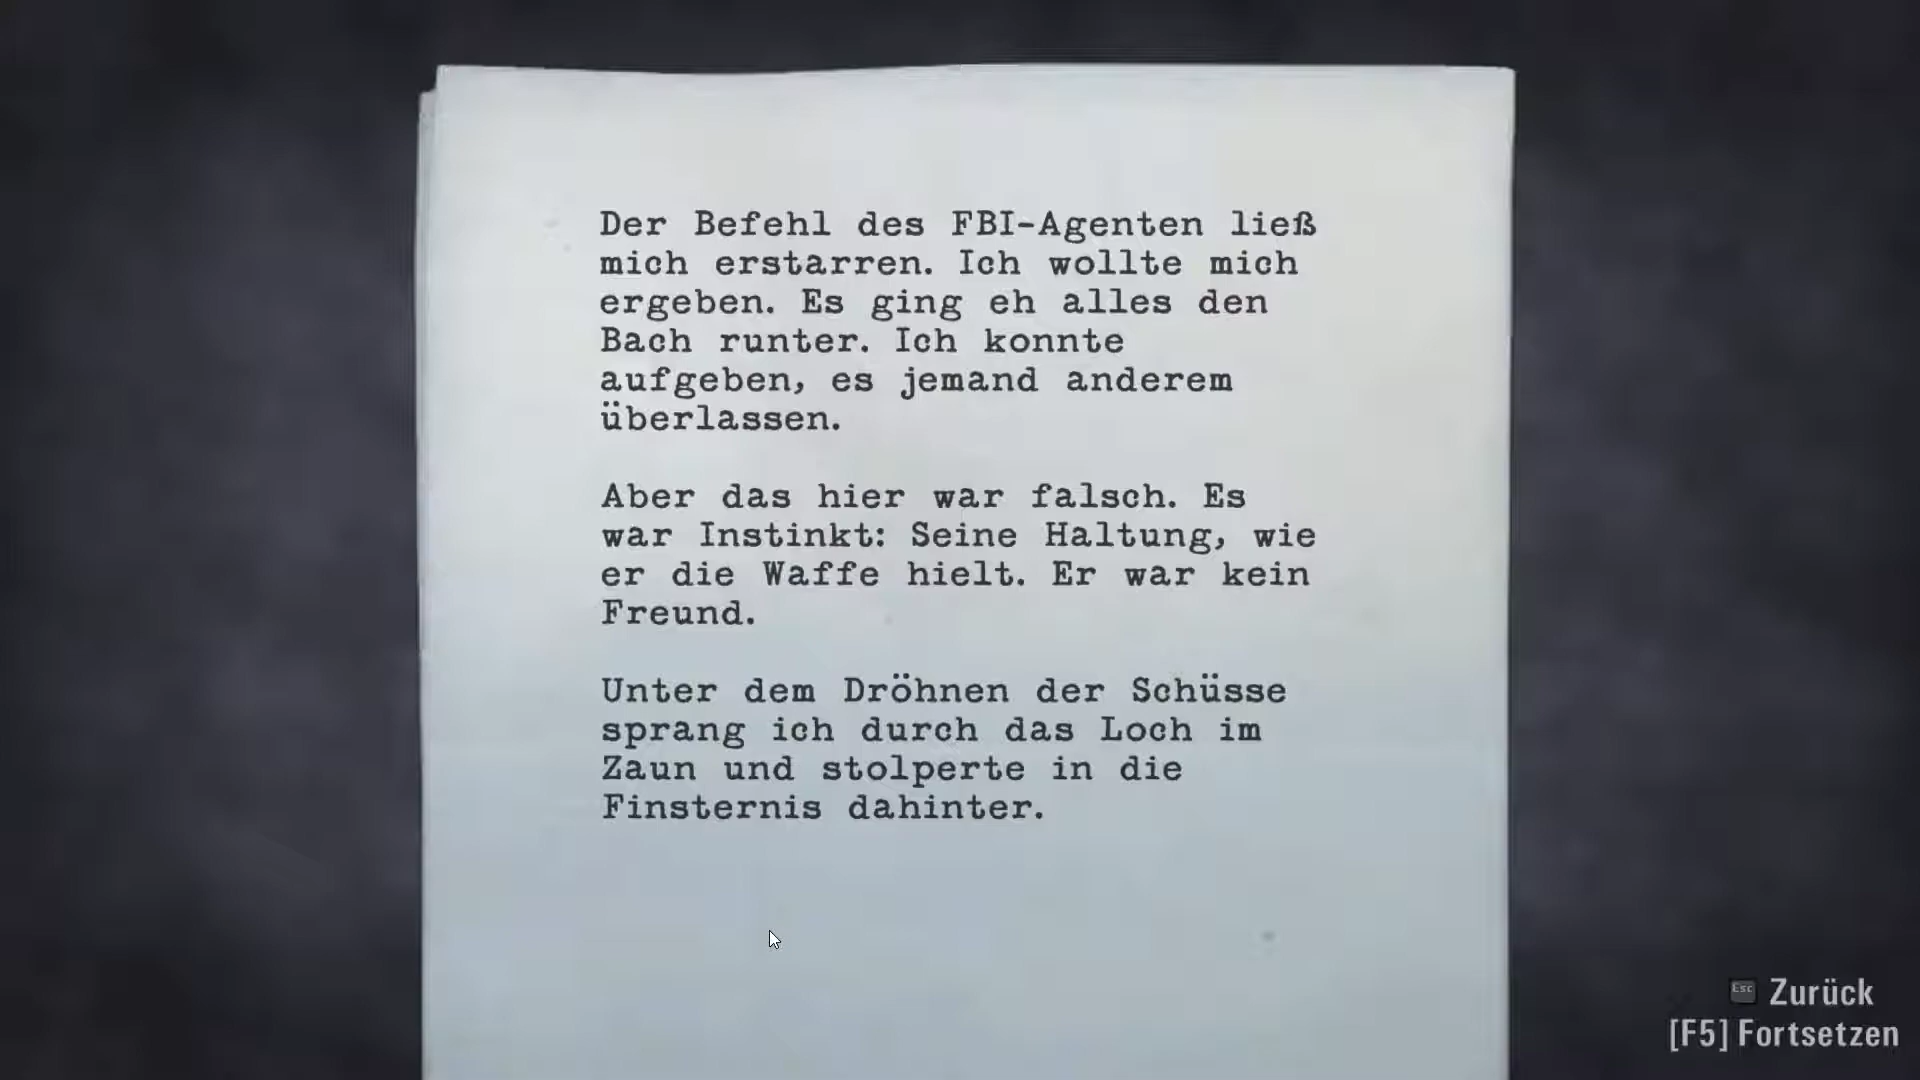 Der Befehl des FBI-Agenten ließ
mich erstarren. Ich wollte mich
ergeben. Es ging eh alles den
Bach runter. Ich konnte
aufgeben, es jemand anderem
überlassen.
Aber das hier war falsch. Es
war Instinkt: Seine Haltung, wie
er die Waffe hielt. Er war kein
Freund.
Unter dem Dröhnen der Schüsse
sprang ich durch das Loch im
Zaun und stolperte in die
Finsternis dahinter.
Esc Zurück
[F5] Fortsetzen